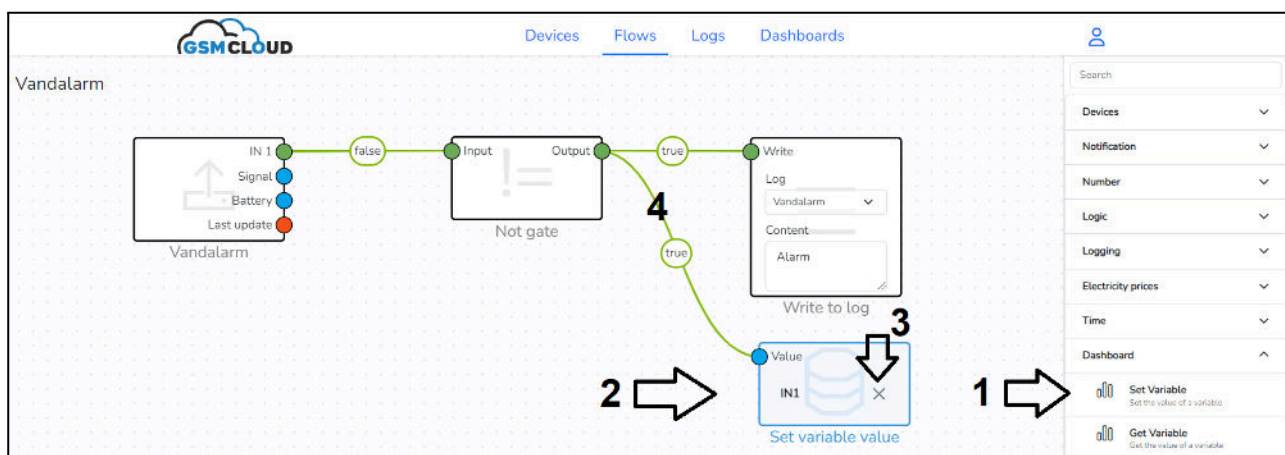 GSMCLOUD
Devices Flows Logs Dashboards
Vandalarm
IN 1
Signal
Battery
Last update
Vandalarm
false
Input Output
!=
Not gate
true
4
true
Write
Log
Vandalarm
Content
Alarm
Write to log
3
2
Value
IN1
Set variable value
1
Search
Devices
Notification
Number
Logic
Logging
Electricity prices
Time
Dashboard
Set Variable
Set the value of a variable
Get Variable
Get the value of a variable